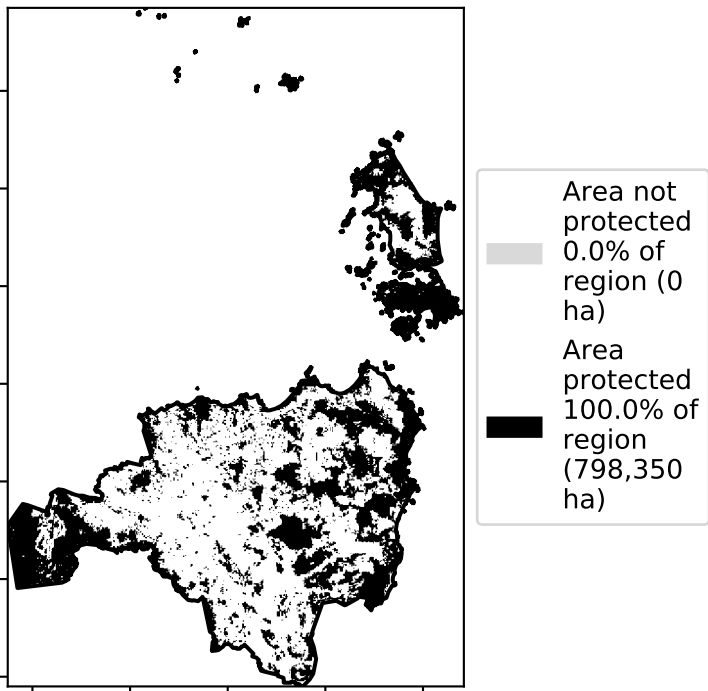 Area not
protected
0.0% of
region (0
ha)
Area
protected
100.0% of
region
(798,350
ha)